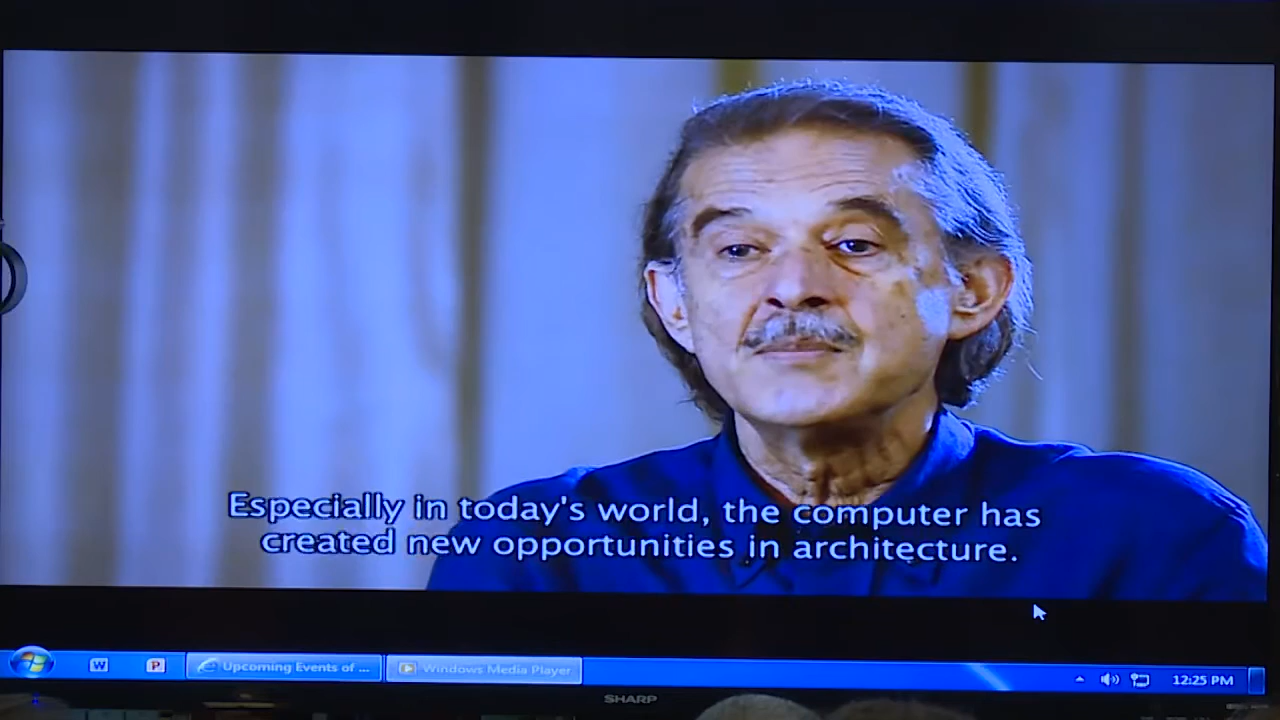 Especially in today's world, the computer has
created new opportunities in architecture.
W
P
Upcoming Events of ...
Windows Media Player
12:25 PM
SHARP